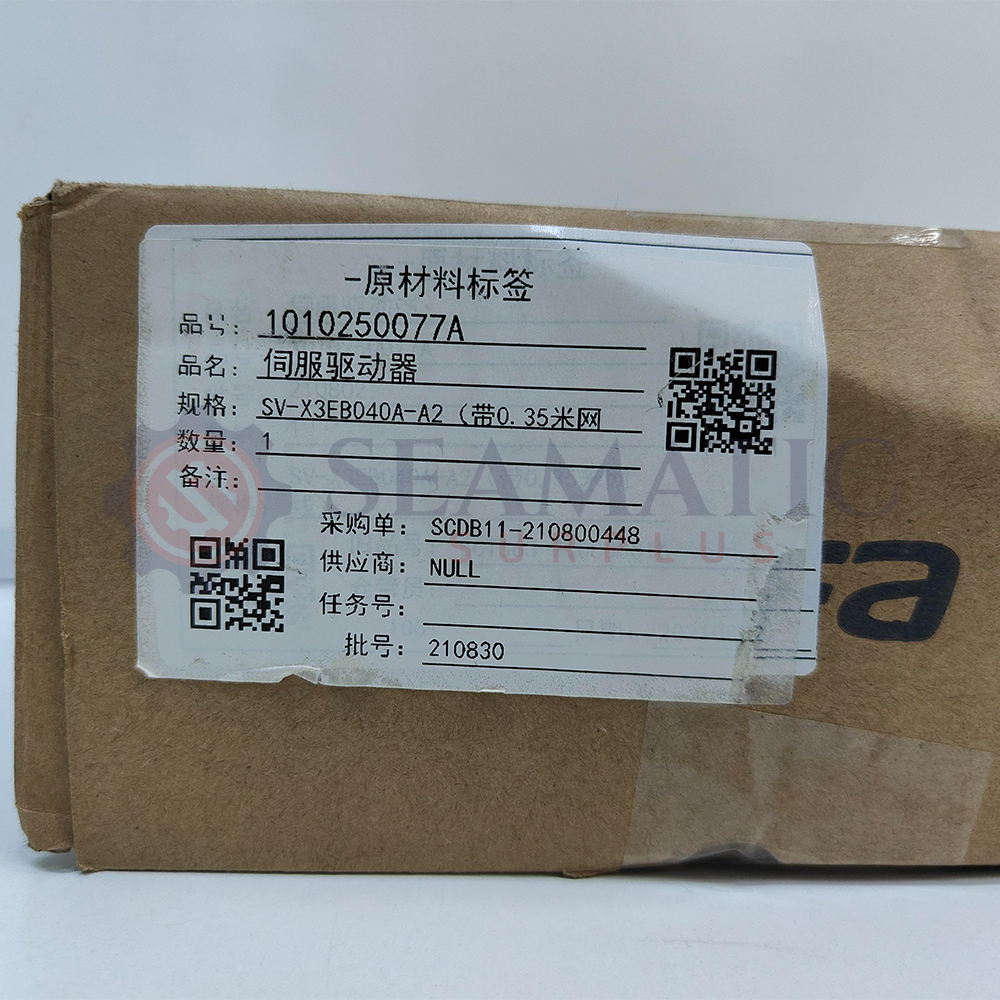 -原材料标签
品号：1010250077A
品名：伺服驱动器
规格：SV-X3EB040A-A2（带0.35米网
数量：1
备注：
采购单：SCDB11-210800448
供应商：NULL
任务号：
批号：210830
SEAMATIC
SURPLUS
fa